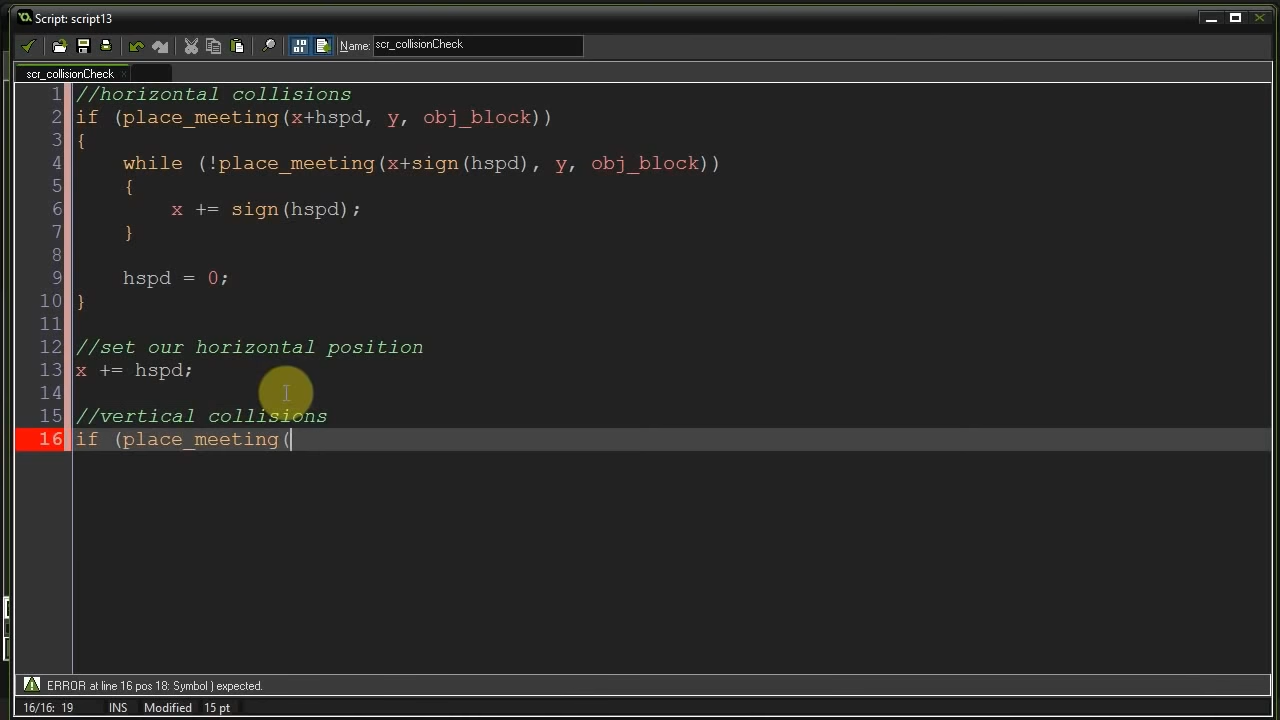 Script: script13
Name: scr_collisionCheck
scr_collisionCheck
1 //horizontal collisions
2 if (place_meeting(x+hspd, y, obj_block))
3 {
4     while (!place_meeting(x+sign(hspd), y, obj_block))
5     {
6         x += sign(hspd);
7     }
8
9     hspd = 0;
10 }
11
12 //set our horizontal position
13 x += hspd;
14
15 //vertical collisions
16 if (place_meeting(
ERROR at line 16 pos 18: Symbol ) expected.
16/16: 19 INS Modified 15 pt